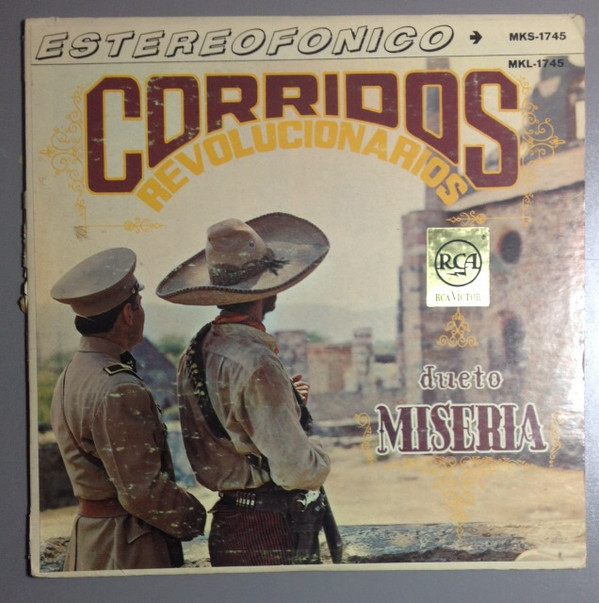 ESTEREOFONICO
MKS-1745
MKL-1745
CORRIDOS
REVOLUCIONARIOS
RCA
RCA VICTOR
dueto
MISERIA